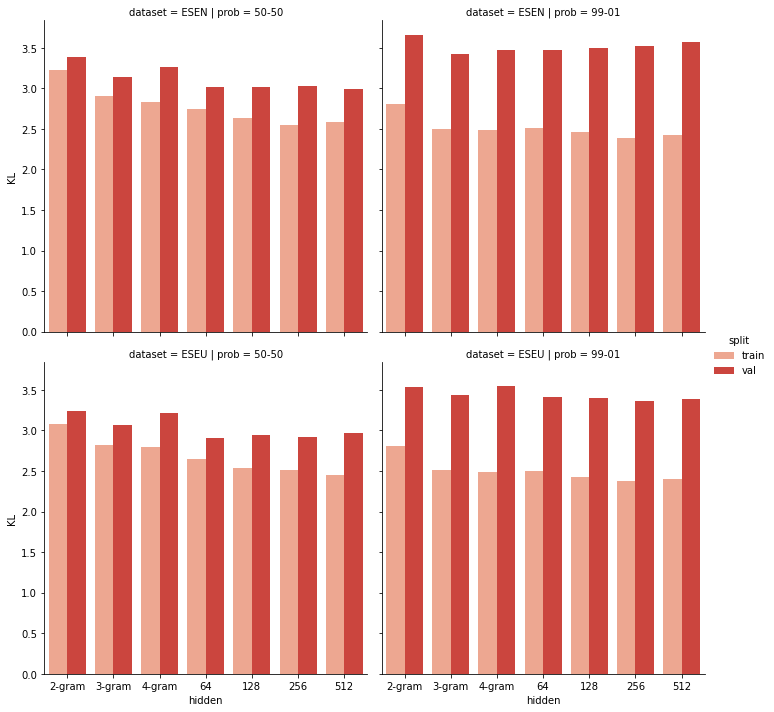 dataset = ESEN | prob = 50-50
dataset = ESEN | prob = 99-01
3.5
3.0
2.5
2.0
1.5
1.0
0.5
0.0
KL
split
train
val
dataset = ESEU | prob = 50-50
dataset = ESEU | prob = 99-01
3.5
3.0
2.5
2.0
1.5
1.0
0.5
0.0
KL
2-gram 3-gram 4-gram 64 128 256 512
hidden
2-gram 3-gram 4-gram 64 128 256 512
hidden